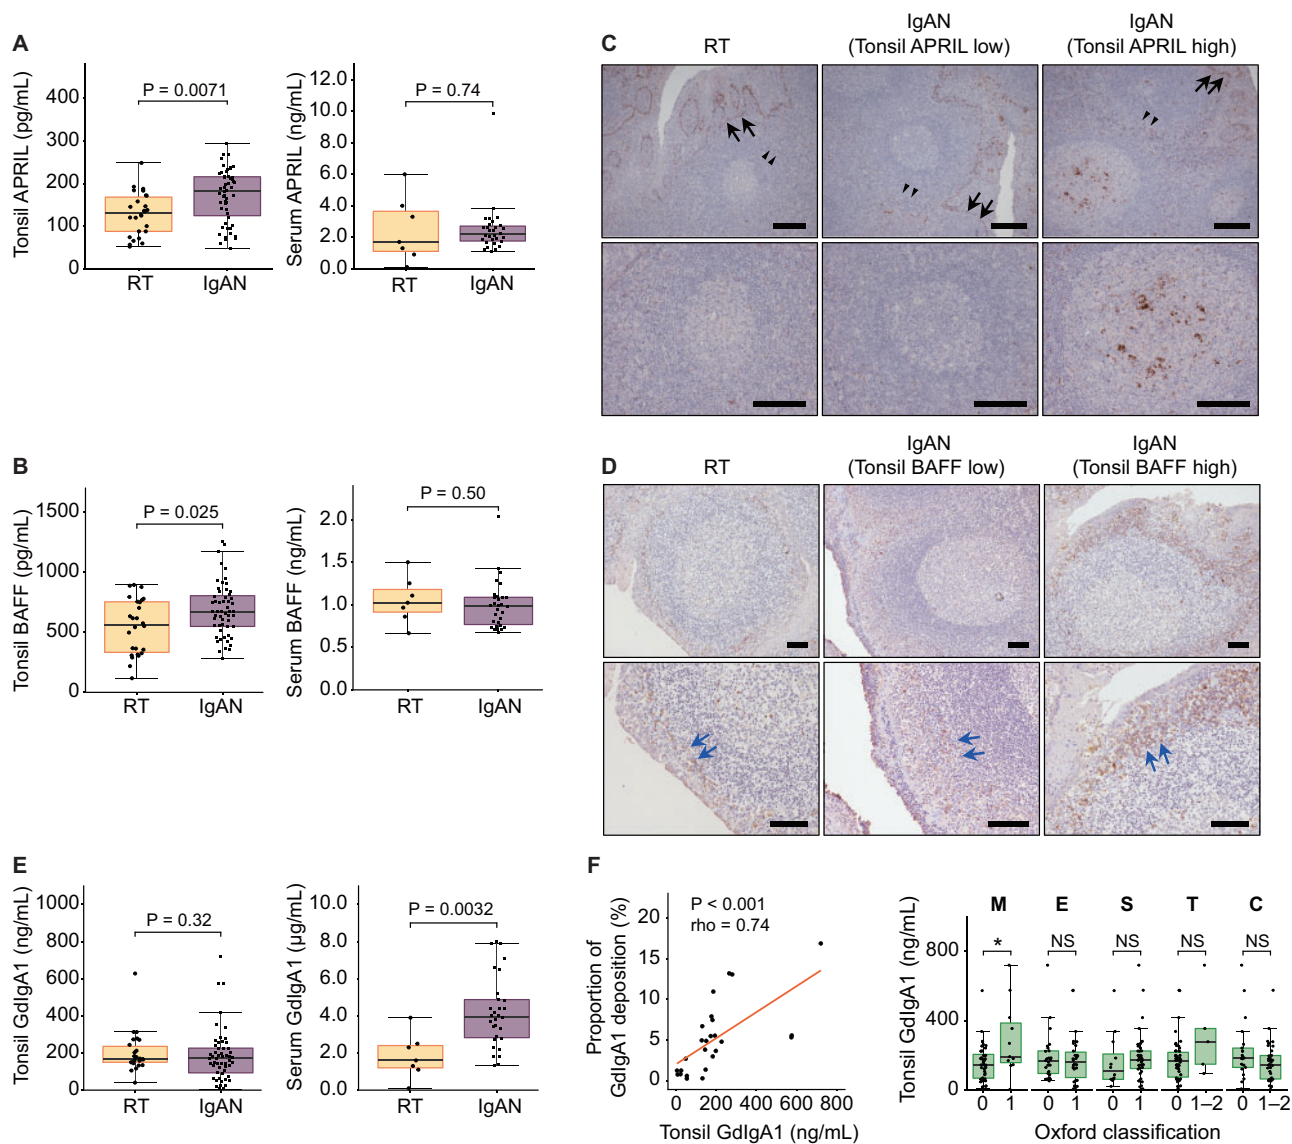 A
Tonsil APRIL (pg/mL)
400
300
200
100
0
P = 0.0071
RT IgAN
Serum APRIL (ng/mL)
12.0
10.0
8.0
6.0
4.0
2.0
0.0
P = 0.74
RT IgAN
C
RT
IgAN
(Tonsil APRIL low)
IgAN
(Tonsil APRIL high)
B
Tonsil BAFF (pg/mL)
1500
1000
500
0
P = 0.025
RT IgAN
Serum BAFF (ng/mL)
2.0
1.5
1.0
0.5
0.0
P = 0.50
RT IgAN
D
RT
IgAN
(Tonsil BAFF low)
IgAN
(Tonsil BAFF high)
E
Tonsil GdIgA1 (ng/mL)
1000
800
600
400
200
0
P = 0.32
RT IgAN
Serum GdIgA1 (µg/mL)
10.0
8.0
6.0
4.0
2.0
0.0
P = 0.0032
RT IgAN
F
Proportion of
GdIgA1 deposition (%)
20
15
10
5
0
P < 0.001
rho = 0.74
0 200 400 600 800
Tonsil GdIgA1 (ng/mL)
Tonsil GdIgA1 (ng/mL)
800
400
0
M E S T C
* NS NS NS NS
0 1 0 1 0 1 0 1–2 0 1–2
Oxford classification